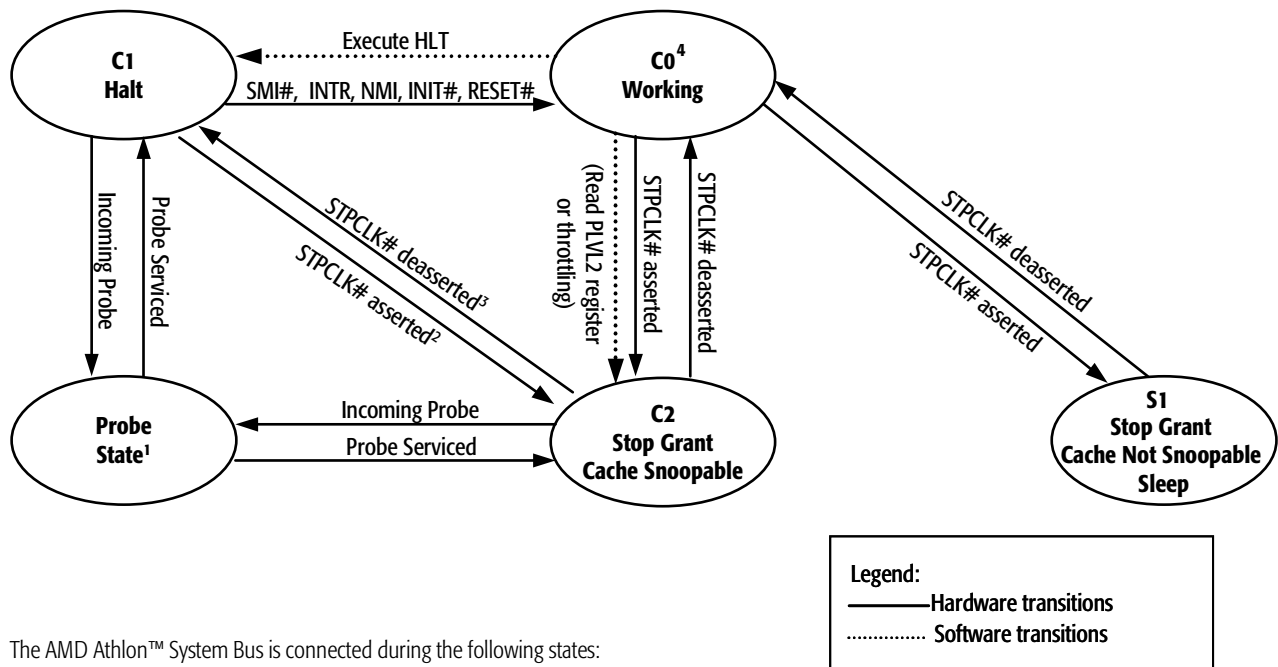 Execute HLT
C1
Halt
C0⁴
Working
SMI#, INTR, NMI, INIT#, RESET#
Incoming Probe
Probe Serviced
STPCLK# deasserted³
STPCLK# asserted²
(Read PLVL2 register
or throttling)
STPCLK# asserted
STPCLK# deasserted
STPCLK# deasserted
STPCLK# asserted
Probe
State¹
Incoming Probe
Probe Serviced
C2
Stop Grant
Cache Snoopable
S1
Stop Grant
Cache Not Snoopable
Sleep
Legend:
Hardware transitions
Software transitions
The AMD Athlon™ System Bus is connected during the following states: